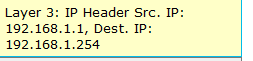 Layer 3: IP Header Src. IP:
192.168.1.1, Dest. IP:
192.168.1.254